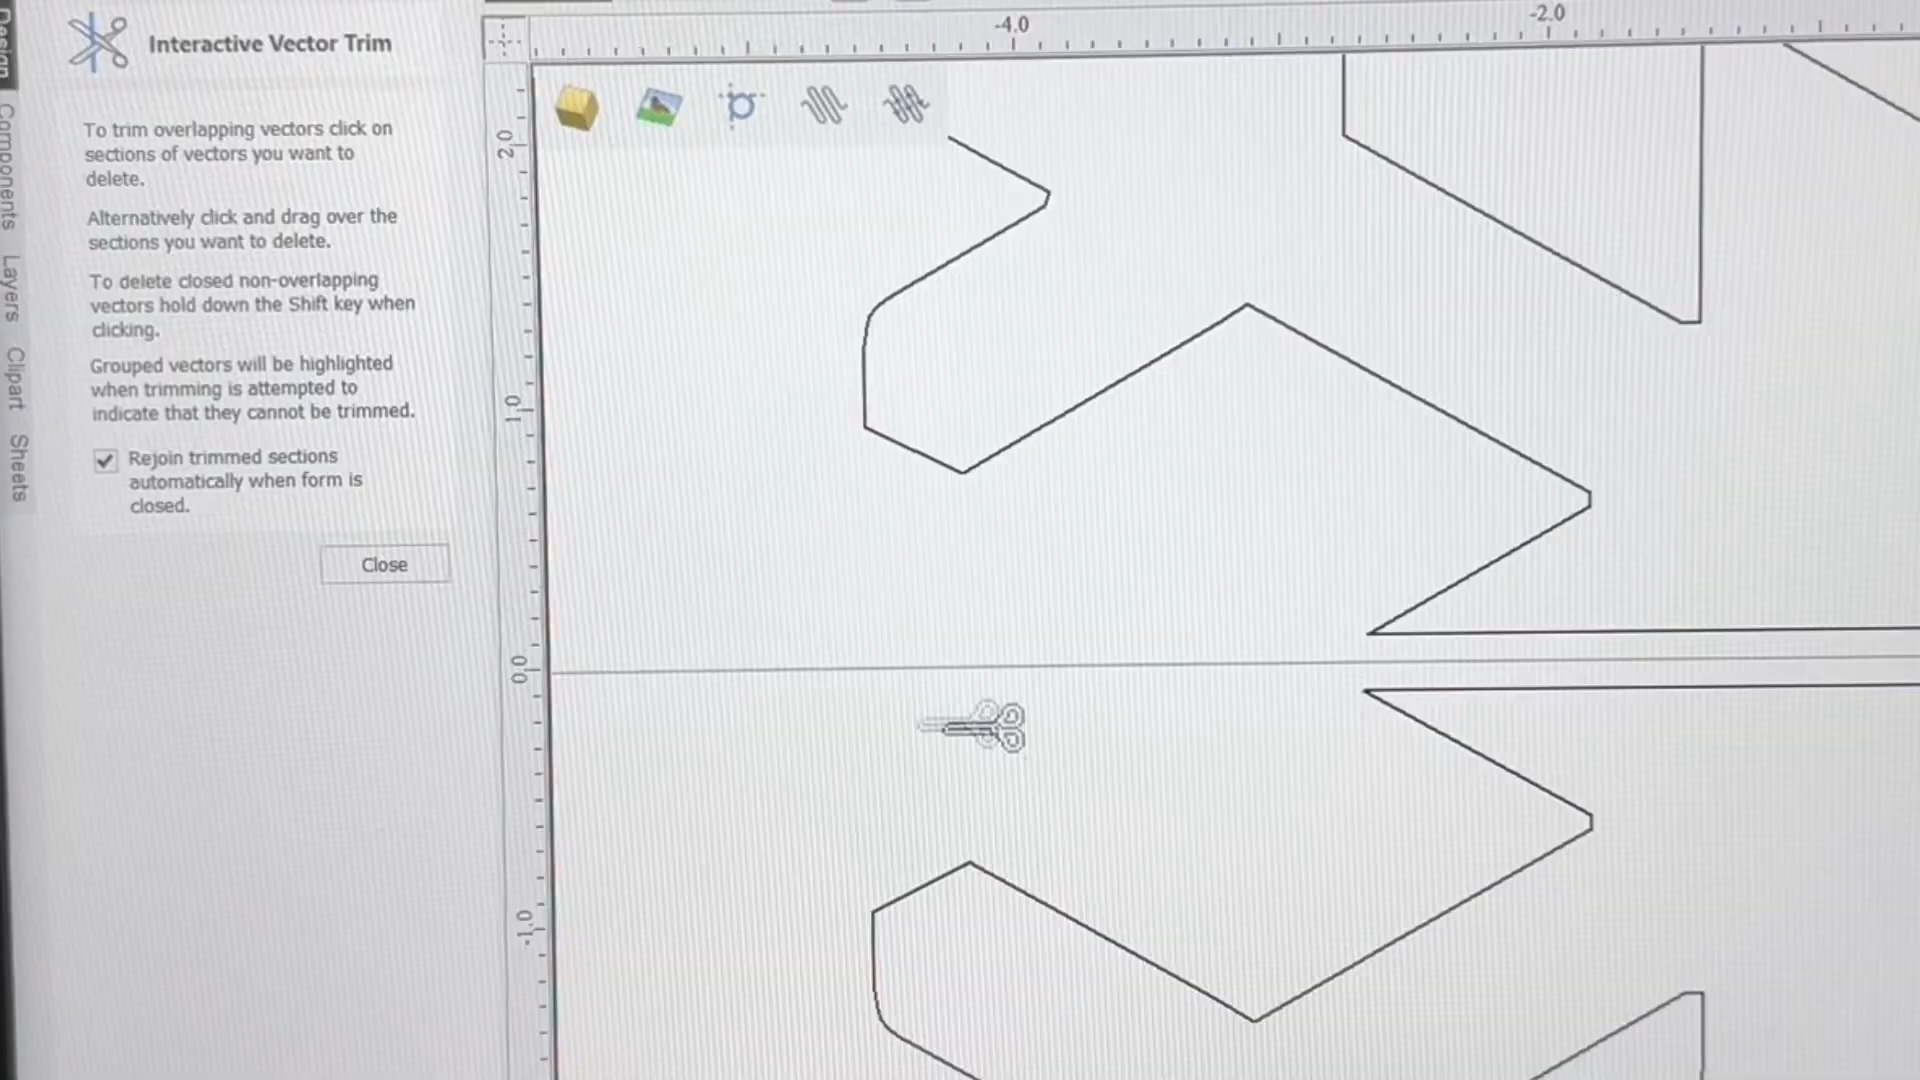 Interactive Vector Trim
To trim overlapping vectors click on
sections of vectors you want to
delete.
Alternatively click and drag over the
sections you want to delete.
To delete closed non-overlapping
vectors hold down the Shift key when
clicking.
Grouped vectors will be highlighted
when trimming is attempted to
indicate that they cannot be trimmed.
Rejoin trimmed sections
automatically when form is
closed.
Close
Design
Components
Layers
Clipart
Sheets
-4.0
-2.0
2.0
1.0
0.0
-1.0